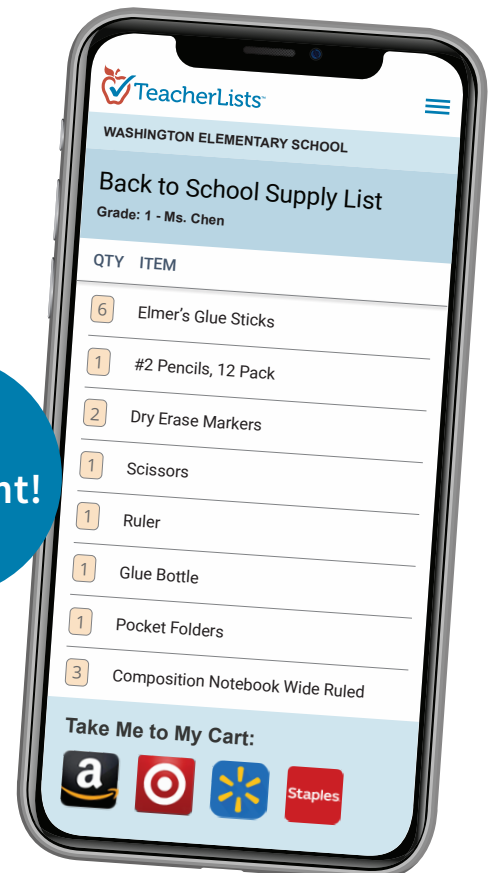 TeacherLists
WASHINGTON ELEMENTARY SCHOOL
Back to School Supply List
Grade: 1 - Ms. Chen
QTY ITEM
6 Elmer's Glue Sticks
1 #2 Pencils, 12 Pack
2 Dry Erase Markers
1 Scissors
1 Ruler
1 Glue Bottle
1 Pocket Folders
3 Composition Notebook Wide Ruled
Take Me to My Cart:
a
Staples